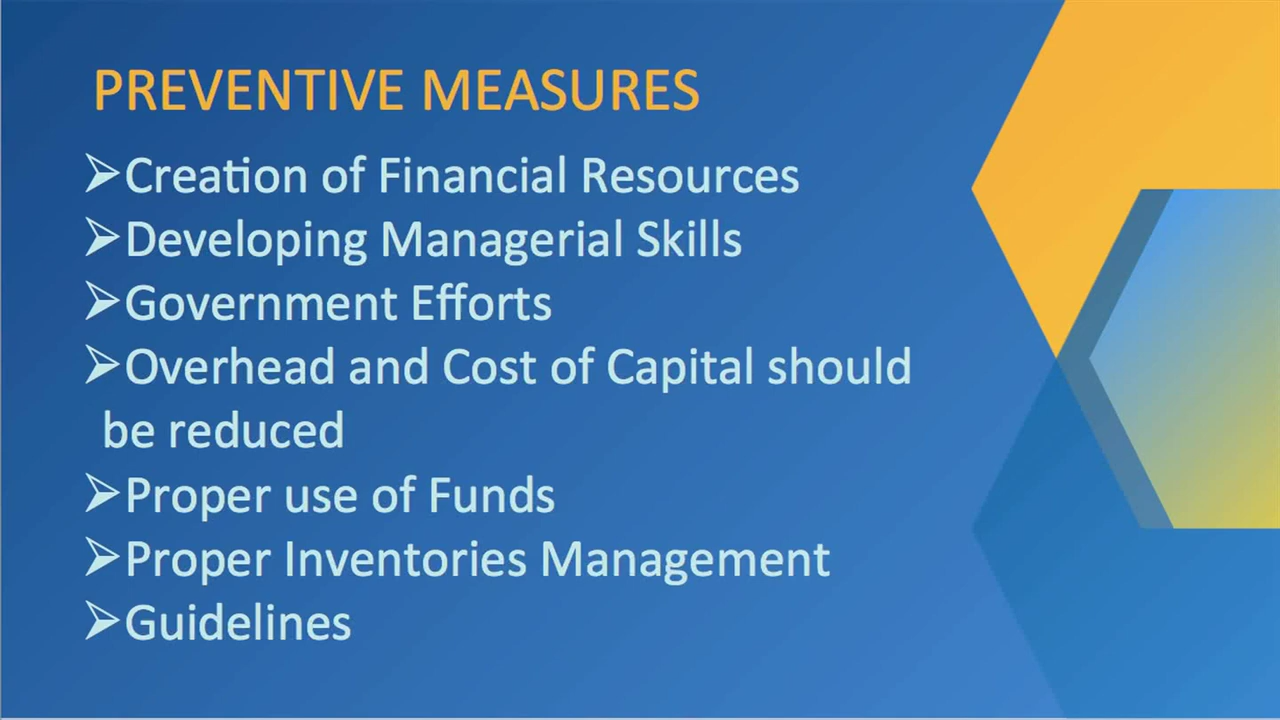 PREVENTIVE MEASURES
➢Creation of Financial Resources
➢Developing Managerial Skills
➢Government Efforts
➢Overhead and Cost of Capital should
be reduced
➢Proper use of Funds
➢Proper Inventories Management
➢Guidelines